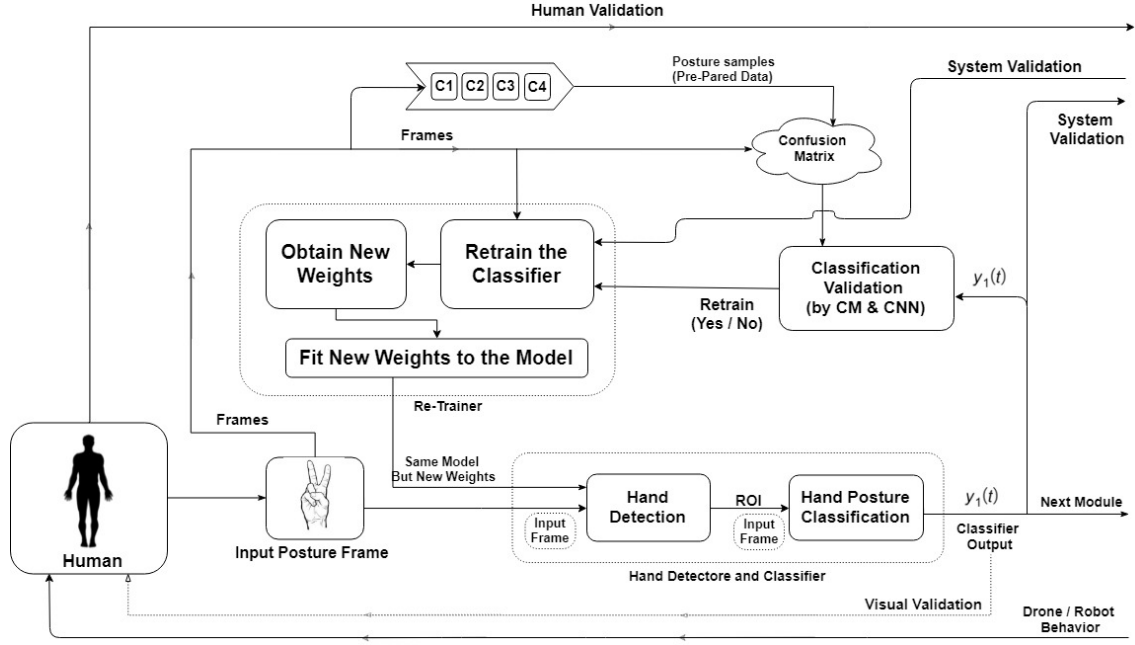 Human Validation
Posture samples
(Pre-Pared Data)
System Validation
C1 C2 C3 C4
System
Validation
Frames
Confusion
Matrix
Obtain New
Weights
Retrain the
Classifier
Classification
Validation
(by CM & CNN)
y1(t)
Retrain
(Yes / No)
Fit New Weights to the Model
Re-Trainer
Frames
Same Model
But New Weights
Hand
Detection
ROI
Hand Posture
Classification
y1(t)
Next Module
Input
Frame
Input
Frame
Classifier
Output
Human
Input Posture Frame
Hand Detectore and Classifier
Visual Validation
Drone / Robot
Behavior